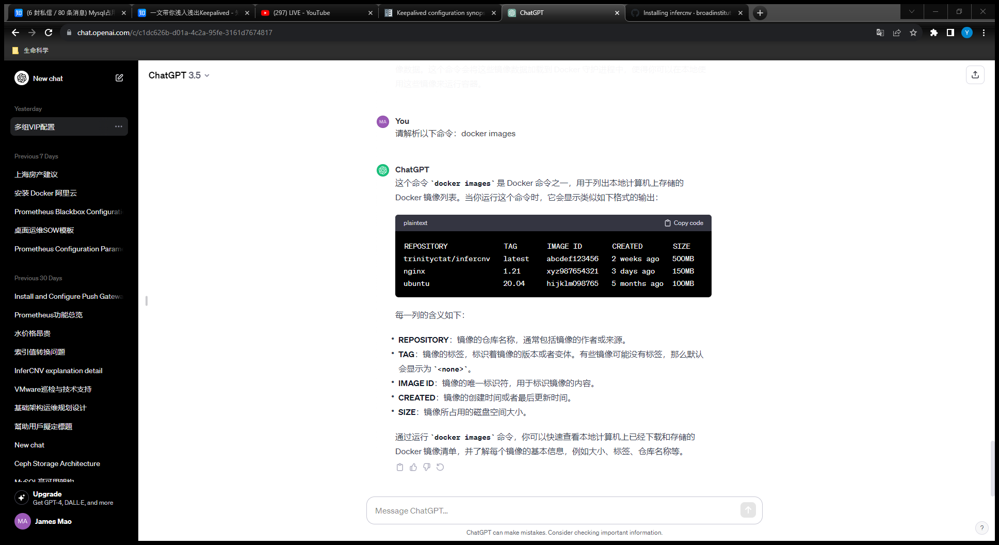 (6 封私信 / 80 条消息) Mysql占用
一文带你浅入浅出Keepalived - 知
(297) LIVE - YouTube
Keepalived configuration synops
ChatGPT
Installing infercnv · broadinstitut
chat.openai.com/c/c1dc626b-d01a-4c2a-95fe-3161d7674817
Y
生命科学
New chat
Yesterday
多组VIP配置
Previous 7 Days
上海房产建议
安装 Docker 阿里云
Prometheus Blackbox Configurati
桌面运维SOW模板
Prometheus Configuration Param
Previous 30 Days
Install and Configure Push Gatewa
Prometheus功能总览
水价格昂贵
索引值转换问题
InferCNV explanation detail
VMware巡检与技术支持
基础架构运维规划设计
幫助用戶擬定標題
New chat
Ceph Storage Architecture
MySQL高可用架构
Upgrade
Get GPT-4, DALL·E, and more
MA
James Mao
ChatGPT 3.5
像数据。这个命令会将这些镜像数据加载到 Docker 守护进程中，使得你可以在本地使
用这些镜像来运行容器。
MA
You
请解析以下命令：docker images
ChatGPT
这个命令 `docker images` 是 Docker 命令之一，用于列出本地计算机上存储的
Docker 镜像列表。当你运行这个命令时，它会显示类似如下格式的输出：
plaintext
Copy code
REPOSITORY TAG IMAGE ID CREATED SIZE
trinityctat/infercnv latest abcdef123456 2 weeks ago 500MB
nginx 1.21 xyz987654321 3 days ago 150MB
ubuntu 20.04 hijklm098765 5 months ago 100MB
每一列的含义如下：
• REPOSITORY：镜像的仓库名称，通常包括镜像的作者或来源。
• TAG：镜像的标签，标识着镜像的版本或者变体。有些镜像可能没有标签，那么默认
会显示为 `<none>`。
• IMAGE ID：镜像的唯一标识符，用于标识镜像的内容。
• CREATED：镜像的创建时间或者最后更新时间。
• SIZE：镜像所占用的磁盘空间大小。
通过运行 `docker images` 命令，你可以快速查看本地计算机上已经下载和存储的
Docker 镜像清单，并了解每个镜像的基本信息，例如大小、标签、仓库名称等。
Message ChatGPT...
ChatGPT can make mistakes. Consider checking important information.
?